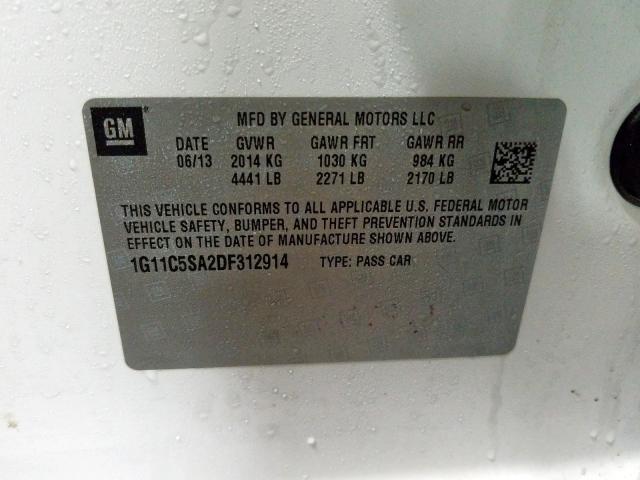 GM
MFD BY GENERAL MOTORS LLC
DATE GVWR GAWR FRT GAWR RR
06/13 2014 KG 1030 KG 984 KG
4441 LB 2271 LB 2170 LB
THIS VEHICLE CONFORMS TO ALL APPLICABLE U.S. FEDERAL MOTOR
VEHICLE SAFETY, BUMPER, AND THEFT PREVENTION STANDARDS IN
EFFECT ON THE DATE OF MANUFACTURE SHOWN ABOVE.
1G11C5SA2DF312914 TYPE: PASS CAR